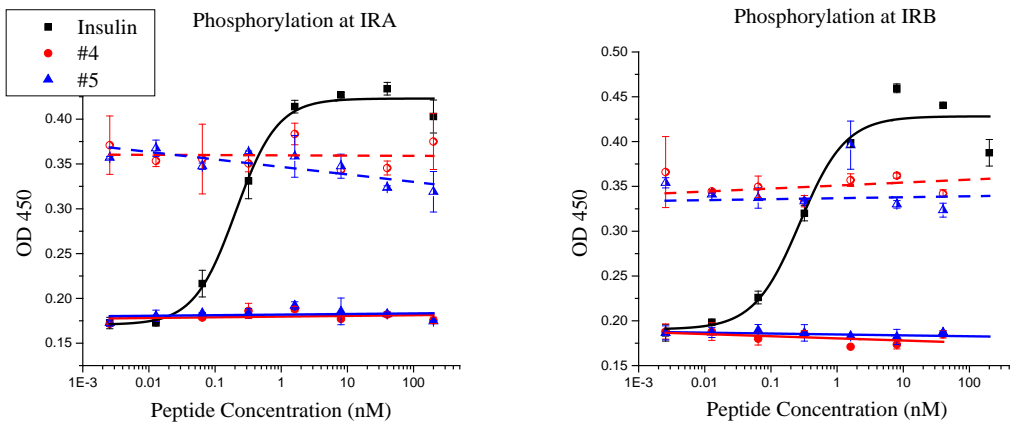 Insulin
#4
#5
Phosphorylation at IRA
OD 450
0.40
0.35
0.30
0.25
0.20
0.15
1E-3
0.01
0.1
1
10
100
Peptide Concentration (nM)
Phosphorylation at IRB
OD 450
0.50
0.45
0.40
0.35
0.30
0.25
0.20
0.15
1E-3
0.01
0.1
1
10
100
Peptide Concentration (nM)